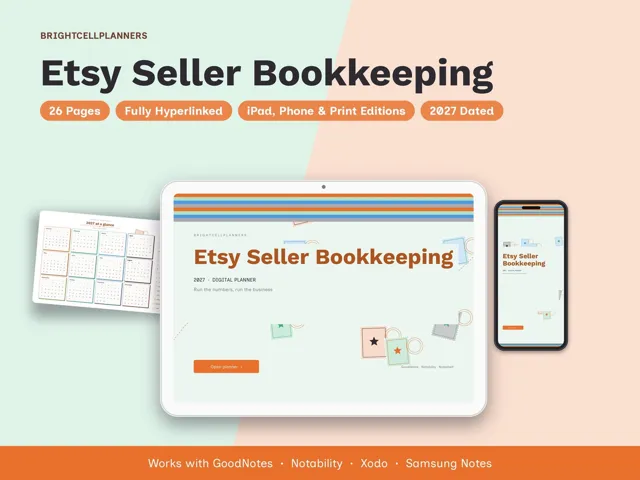 BRIGHTCELLPLANNERS
Etsy Seller Bookkeeping
26 Pages
Fully Hyperlinked
iPad, Phone & Print Editions
2027 Dated
2027 at a glance
BRIGHTCELLPLANNERS
Etsy Seller Bookkeeping
2027 · DIGITAL PLANNER
Run the numbers, run the business
Etsy Seller
Bookkeeping
Works with GoodNotes · Notability · Xodo · Samsung Notes